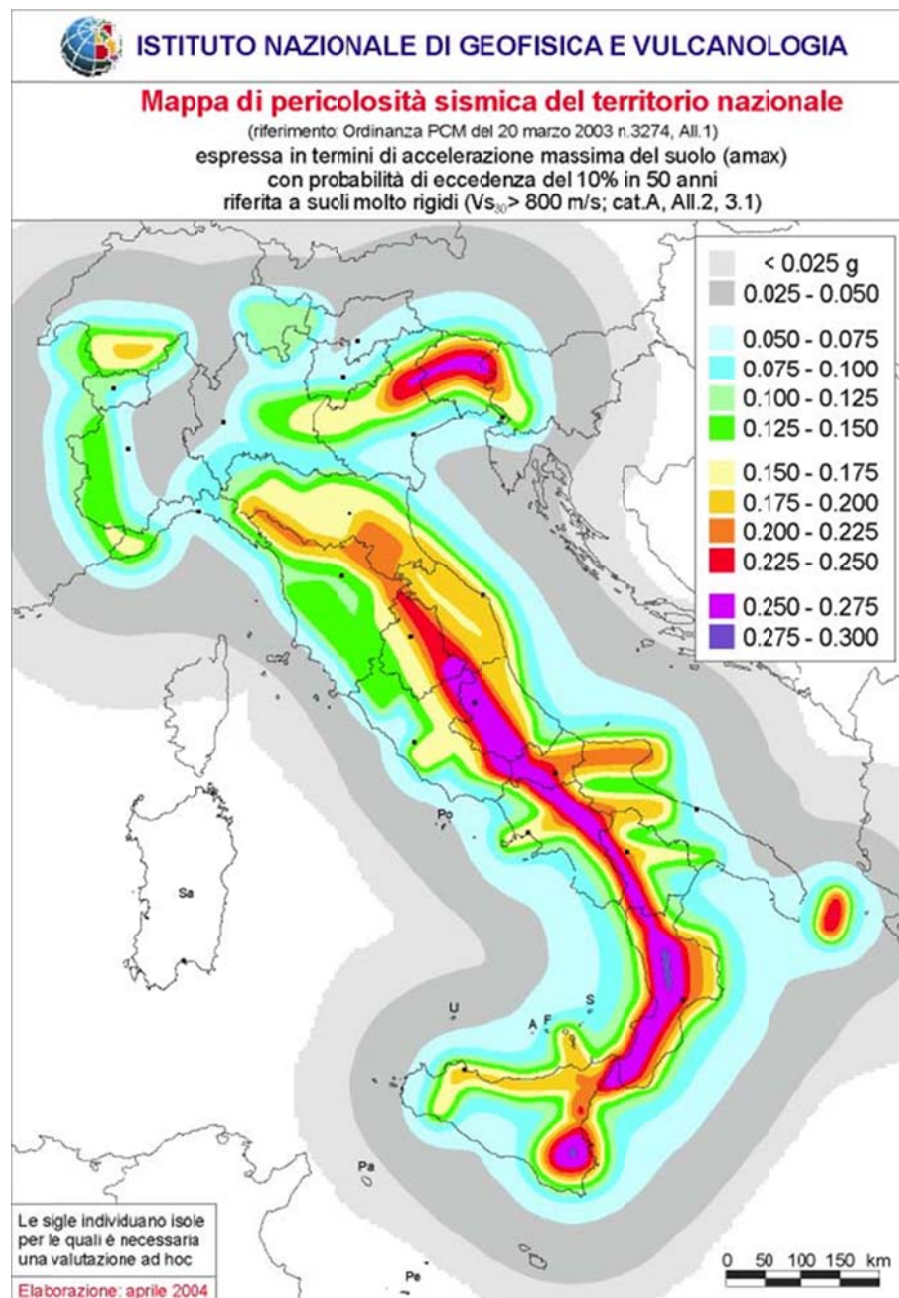 ISTITUTO NAZIONALE DI GEOFISICA E VULCANOLOGIA
Mappa di pericolosità sismica del territorio nazionale
(riferimento: Ordinanza PCM del 20 marzo 2003 n.3274, All.1)
espressa in termini di accelerazione massima del suolo (amax)
con probabilità di eccedenza del 10% in 50 anni
riferita a suoli molto rigidi (Vs₃₀> 800 m/s; cat.A, All.2, 3.1)
< 0.025 g
0.025 - 0.050
0.050 - 0.075
0.075 - 0.100
0.100 - 0.125
0.125 - 0.150
0.150 - 0.175
0.175 - 0.200
0.200 - 0.225
0.225 - 0.250
0.250 - 0.275
0.275 - 0.300
Po
Sa
U
A
F
S
Pa
Pe
Le sigle individuano isole
per le quali è necessaria
una valutazione ad hoc
Elaborazione: aprile 2004
0 50 100 150 km